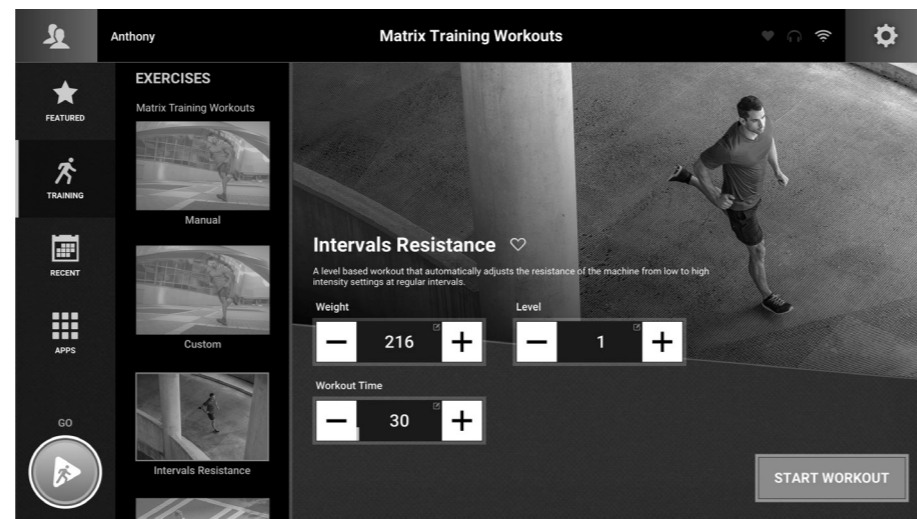 Anthony
Matrix Training Workouts
FEATURED
TRAINING
RECENT
APPS
GO
EXERCISES
Matrix Training Workouts
Manual
Custom
Intervals Resistance
Intervals Resistance
A level based workout that automatically adjusts the resistance of the machine from low to high
intensity settings at regular intervals.
Weight
Level
216
1
Workout Time
30
START WORKOUT